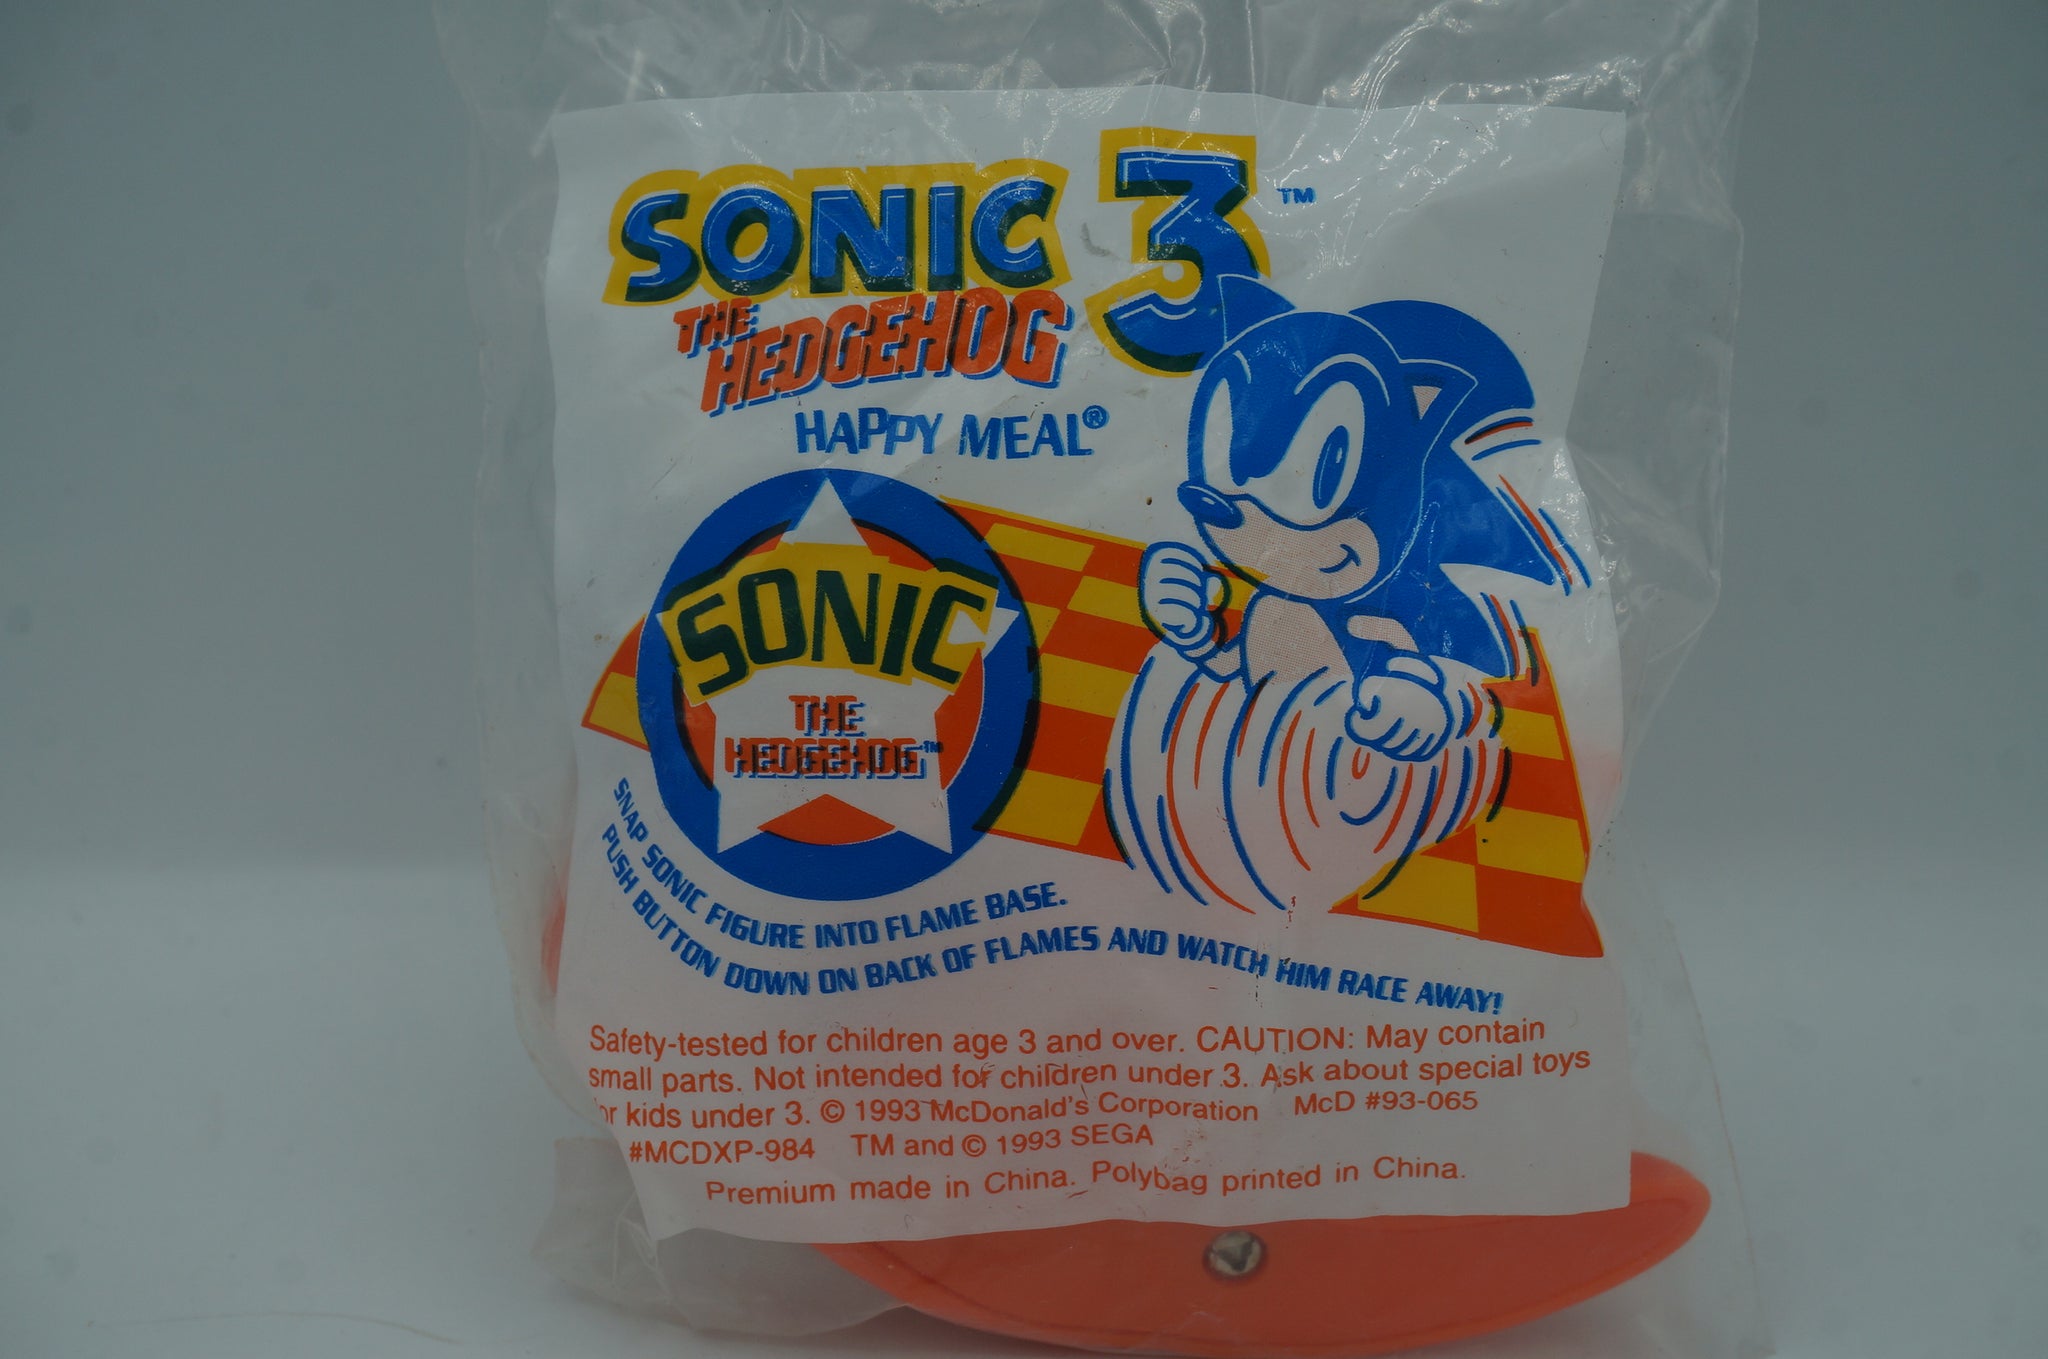 SONIC 3 ™
THE
HEDGEHOG
HAPPY MEAL®
SONIC
THE
HEDGEHOG™
SNAP SONIC FIGURE INTO FLAME BASE.
PUSH BUTTON DOWN ON BACK OF FLAMES AND WATCH HIM RACE AWAY!
Safety-tested for children age 3 and over. CAUTION: May contain
small parts. Not intended for children under 3. Ask about special toys
or kids under 3. © 1993 McDonald's Corporation McD #93-065
#MCDXP-984 TM and © 1993 SEGA
Premium made in China. Polybag printed in China.